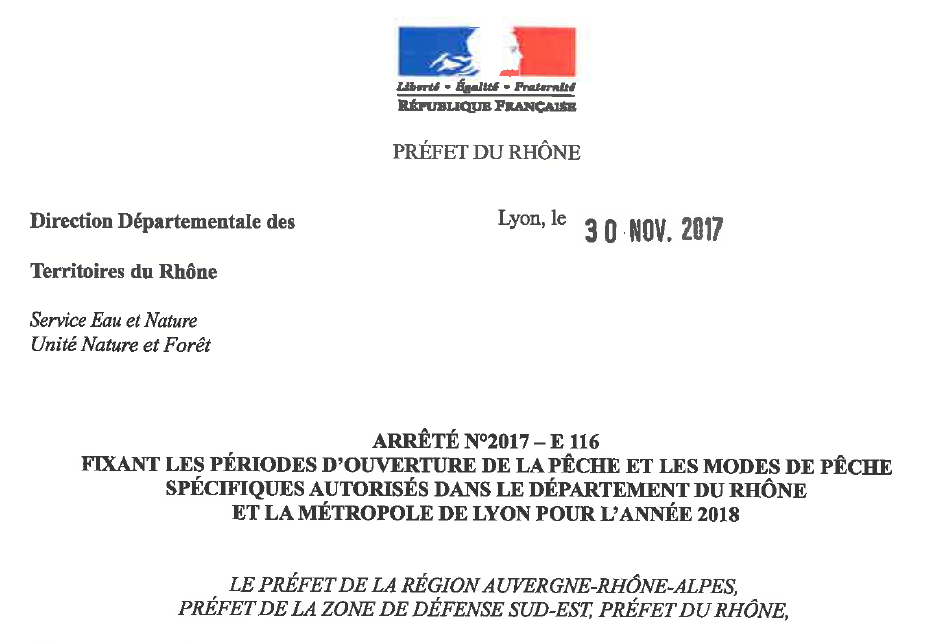 Liberté • Égalité • Fraternité
RÉPUBLIQUE FRANÇAISE
PRÉFET DU RHÔNE
Direction Départementale des
Territoires du Rhône
Service Eau et Nature
Unité Nature et Forêt
Lyon, le 30 NOV. 2017
ARRÊTÉ N°2017 – E 116
FIXANT LES PÉRIODES D'OUVERTURE DE LA PÊCHE ET LES MODES DE PÊCHE
SPÉCIFIQUES AUTORISÉS DANS LE DÉPARTEMENT DU RHÔNE
ET LA MÉTROPOLE DE LYON POUR L'ANNÉE 2018
LE PRÉFET DE LA RÉGION AUVERGNE-RHÔNE-ALPES,
PRÉFET DE LA ZONE DE DÉFENSE SUD-EST, PRÉFET DU RHÔNE,